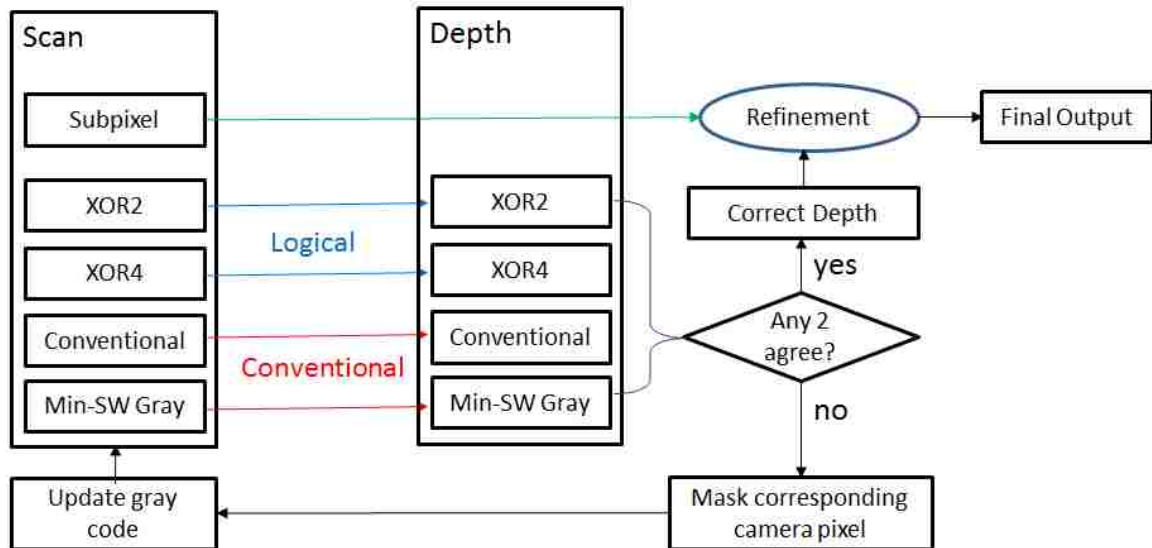 Scan
Subpixel
XOR2
XOR4
Conventional
Min-SW Gray
Logical
Conventional
Depth
XOR2
XOR4
Conventional
Min-SW Gray
Refinement
Final Output
Correct Depth
yes
Any 2
agree?
no
Mask corresponding
camera pixel
Update gray
code